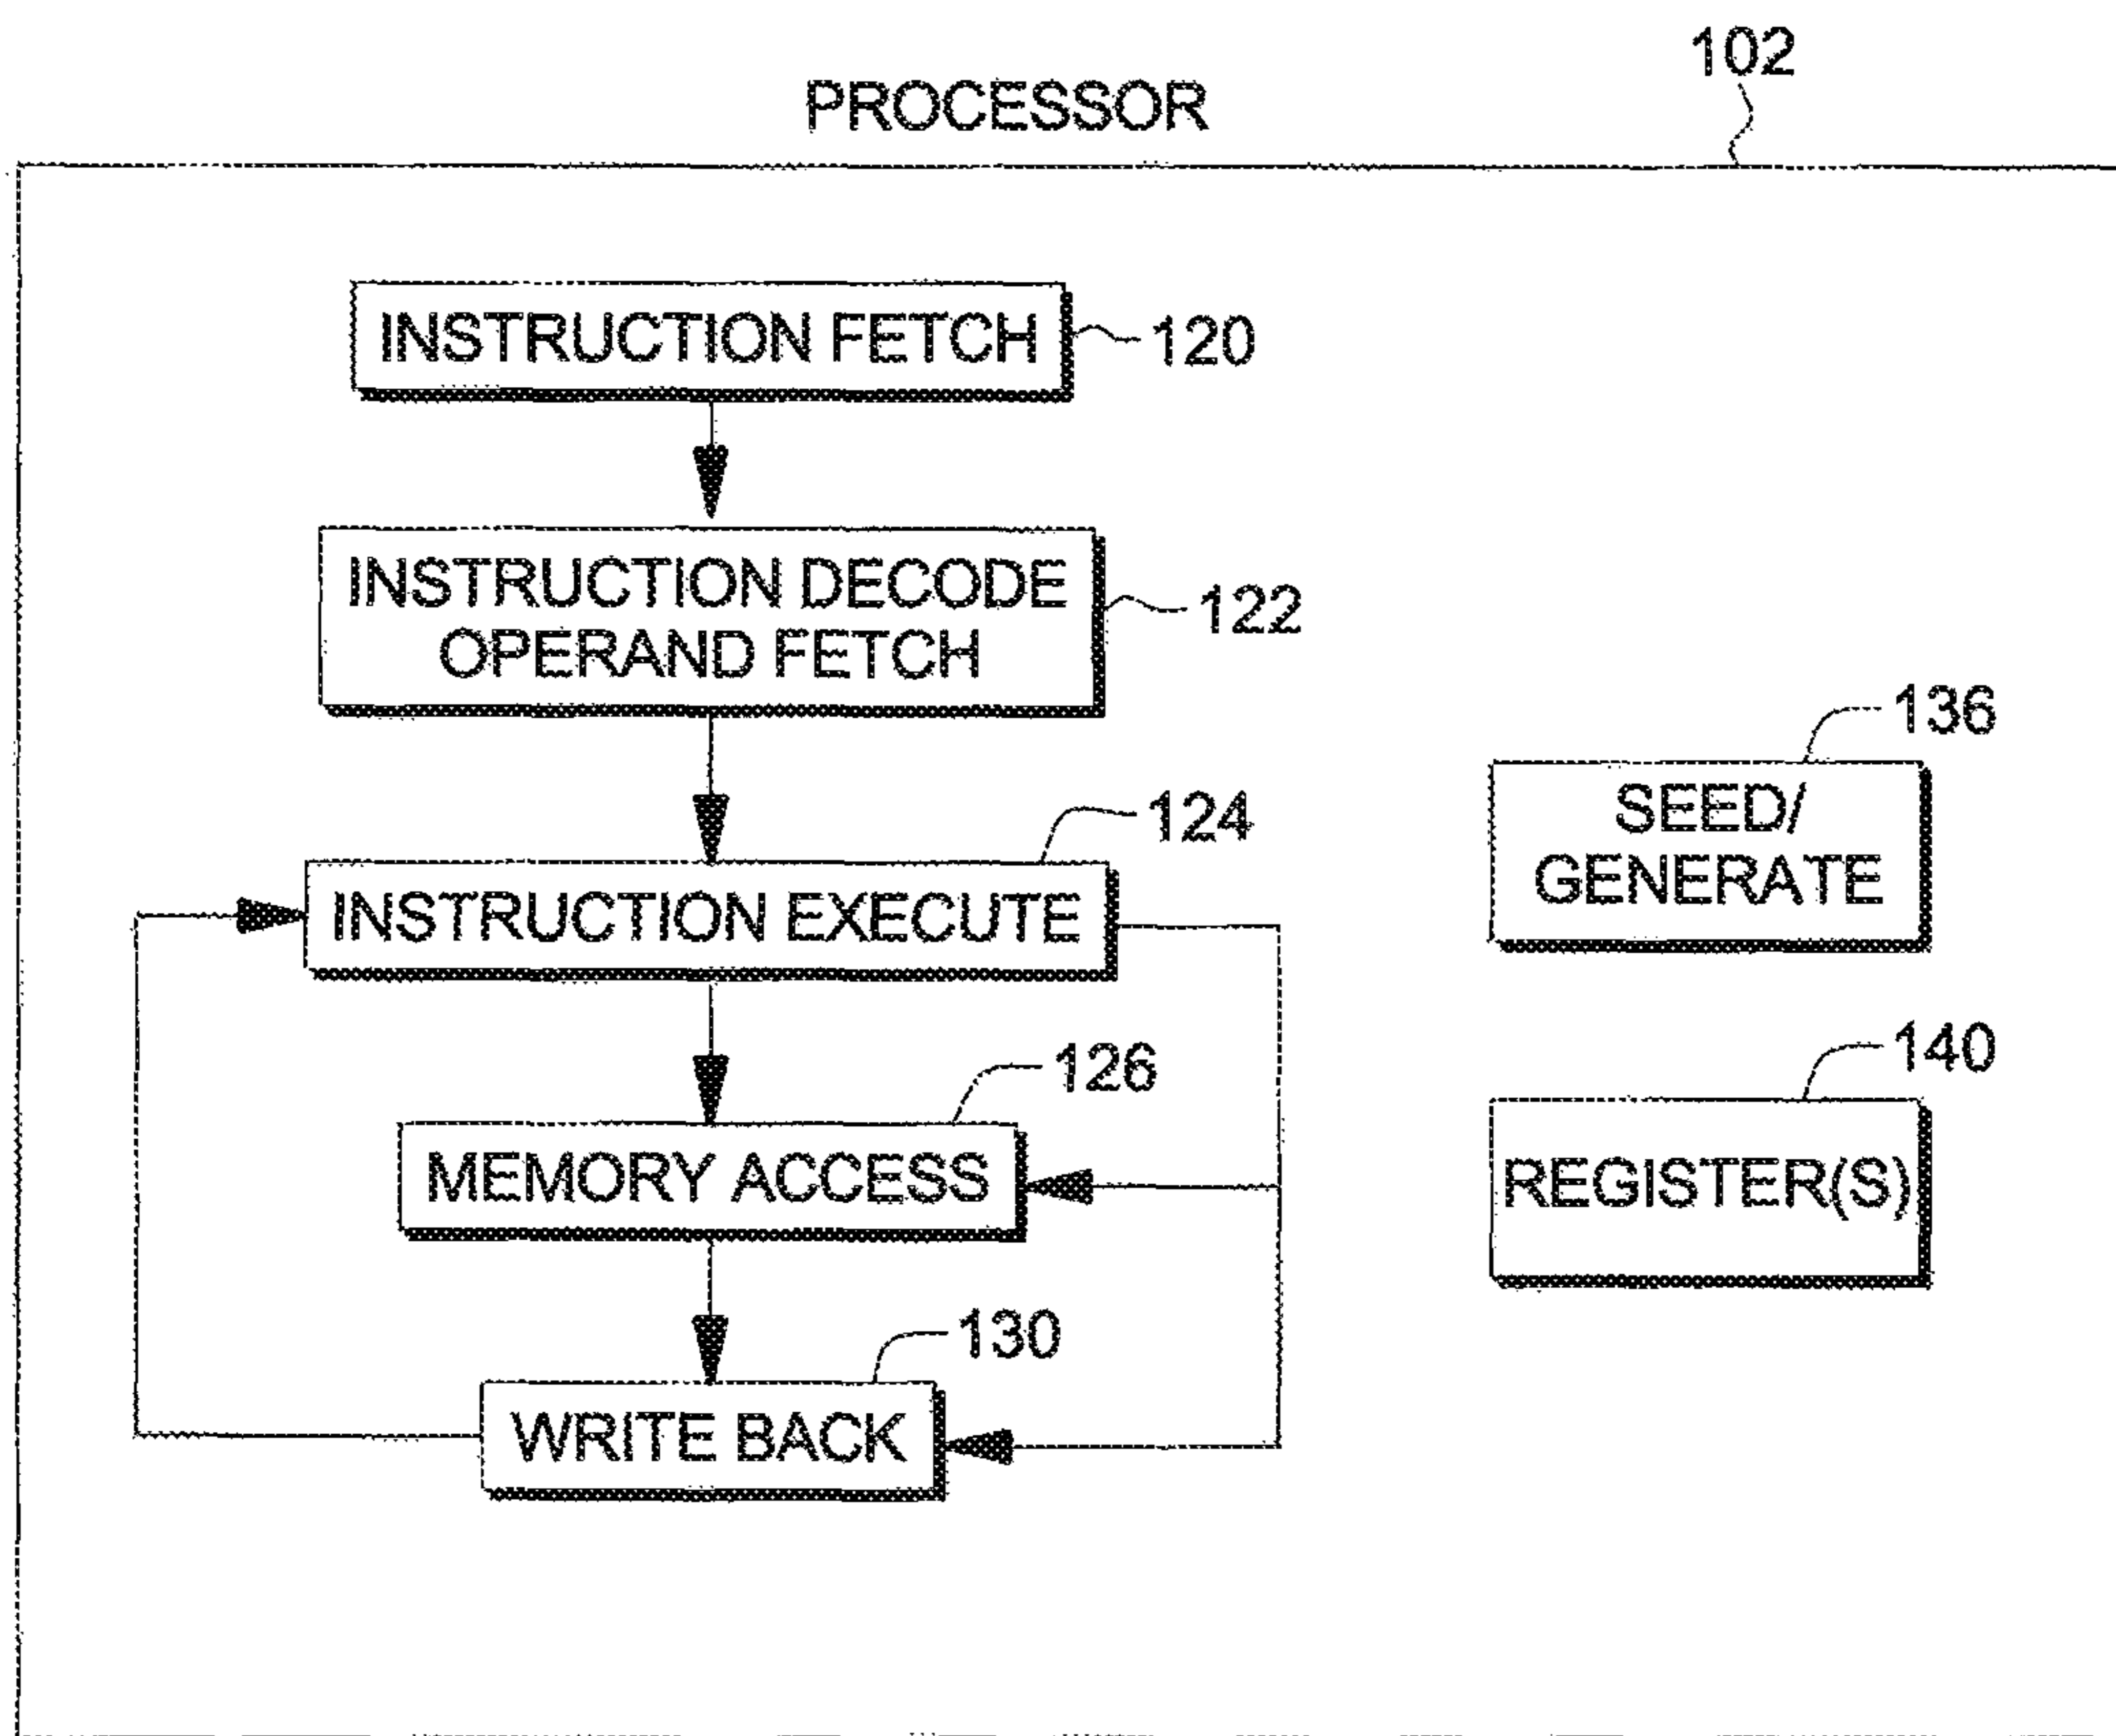 PROCESSOR
102
INSTRUCTION FETCH
120
INSTRUCTION DECODE
OPERAND FETCH
122
136
SEED/
GENERATE
124
INSTRUCTION EXECUTE
140
REGISTER(S)
126
MEMORY ACCESS
130
WRITE BACK